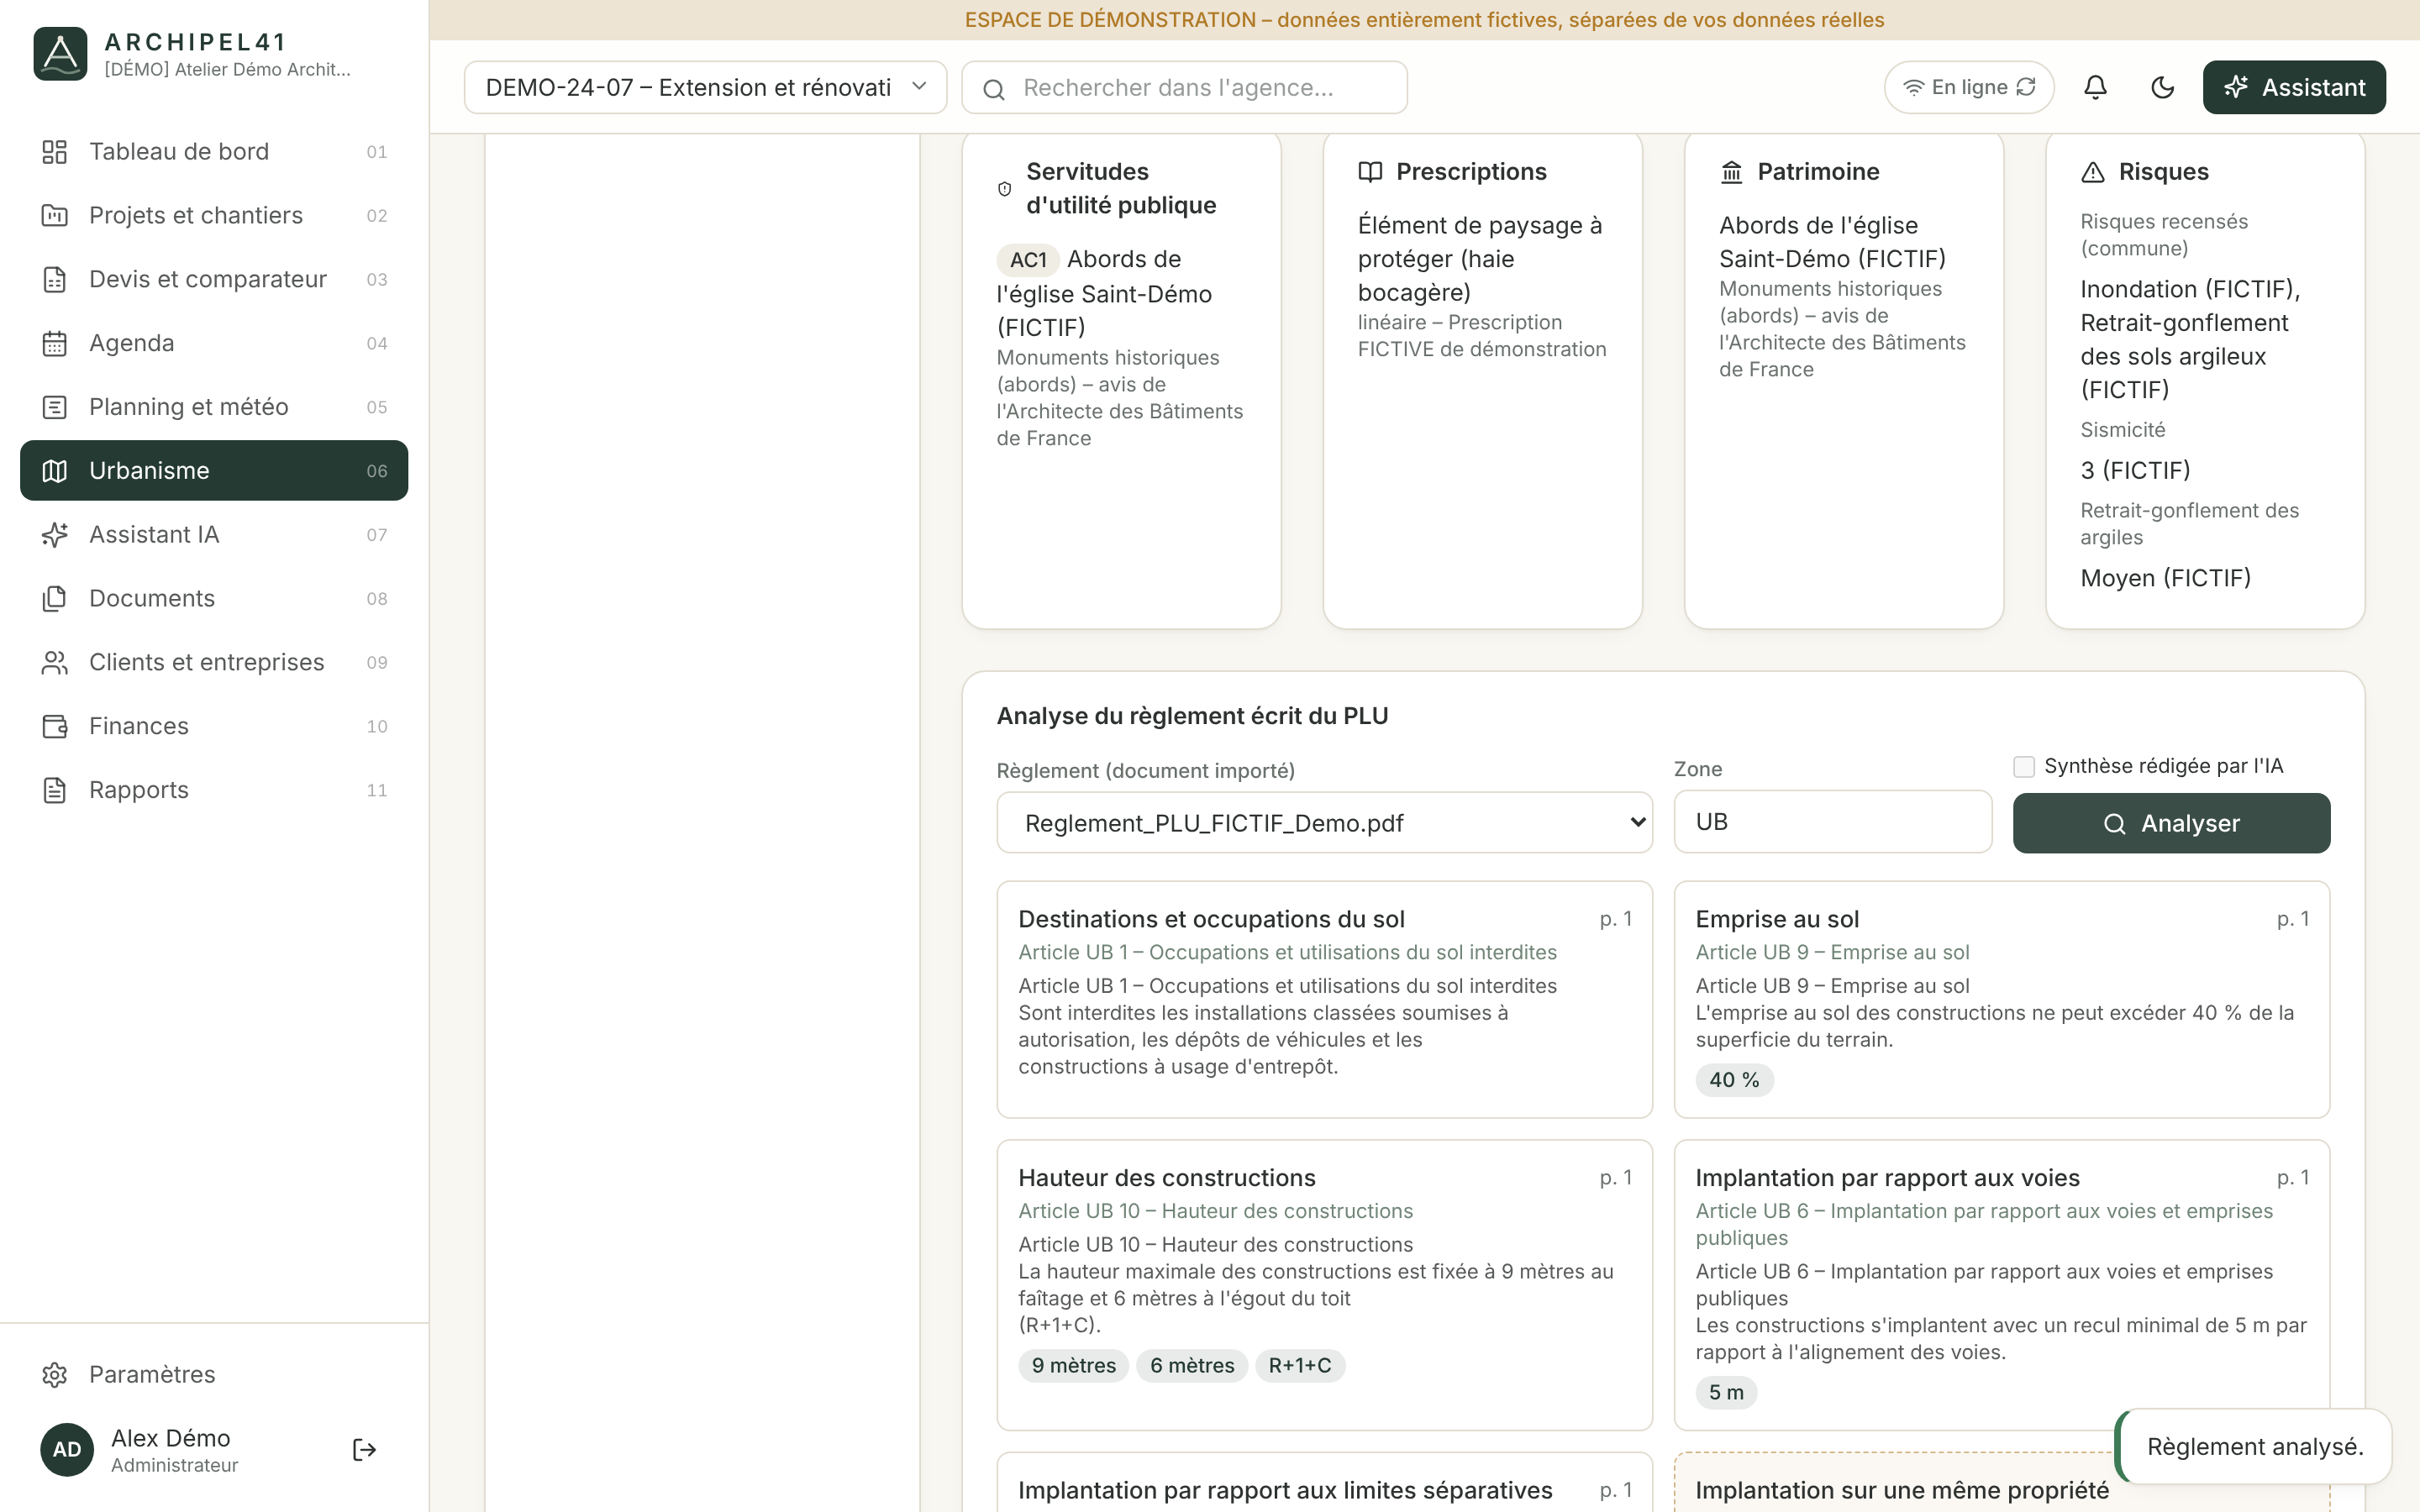 ESPACE DE DÉMONSTRATION – données entièrement fictives, séparées de vos données réelles
ARCHIPEL41
[DÉMO] Atelier Démo Archit...
Tableau de bord 01
Projets et chantiers 02
Devis et comparateur 03
Agenda 04
Planning et météo 05
Urbanisme 06
Assistant IA 07
Documents 08
Clients et entreprises 09
Finances 10
Rapports 11
Paramètres
AD
Alex Démo
Administrateur
DEMO-24-07 – Extension et rénovati
Rechercher dans l'agence...
En ligne
Assistant
Servitudes
d'utilité publique
AC1 Abords de
l'église Saint-Démo
(FICTIF)
Monuments historiques
(abords) – avis de
l'Architecte des Bâtiments
de France
Prescriptions
Élément de paysage à
protéger (haie
bocagère)
linéaire – Prescription
FICTIVE de démonstration
Patrimoine
Abords de l'église
Saint-Démo (FICTIF)
Monuments historiques
(abords) – avis de
l'Architecte des Bâtiments
de France
Risques
Risques recensés
(commune)
Inondation (FICTIF),
Retrait-gonflement
des sols argileux
(FICTIF)
Sismicité
3 (FICTIF)
Retrait-gonflement des
argiles
Moyen (FICTIF)
Analyse du règlement écrit du PLU
Règlement (document importé)
Reglement_PLU_FICTIF_Demo.pdf
Zone
UB
Synthèse rédigée par l'IA
Analyser
Destinations et occupations du sol p. 1
Article UB 1 – Occupations et utilisations du sol interdites
Article UB 1 – Occupations et utilisations du sol interdites
Sont interdites les installations classées soumises à
autorisation, les dépôts de véhicules et les
constructions à usage d'entrepôt.
Emprise au sol p. 1
Article UB 9 – Emprise au sol
Article UB 9 – Emprise au sol
L'emprise au sol des constructions ne peut excéder 40 % de la
superficie du terrain.
40 %
Hauteur des constructions p. 1
Article UB 10 – Hauteur des constructions
Article UB 10 – Hauteur des constructions
La hauteur maximale des constructions est fixée à 9 mètres au
faîtage et 6 mètres à l'égout du toit
(R+1+C).
9 mètres 6 mètres R+1+C
Implantation par rapport aux voies p. 1
Article UB 6 – Implantation par rapport aux voies et emprises
publiques
Article UB 6 – Implantation par rapport aux voies et emprises
publiques
Les constructions s'implantent avec un recul minimal de 5 m par
rapport à l'alignement des voies.
5 m
Implantation par rapport aux limites séparatives p. 1
Implantation sur une même propriété
Règlement analysé.